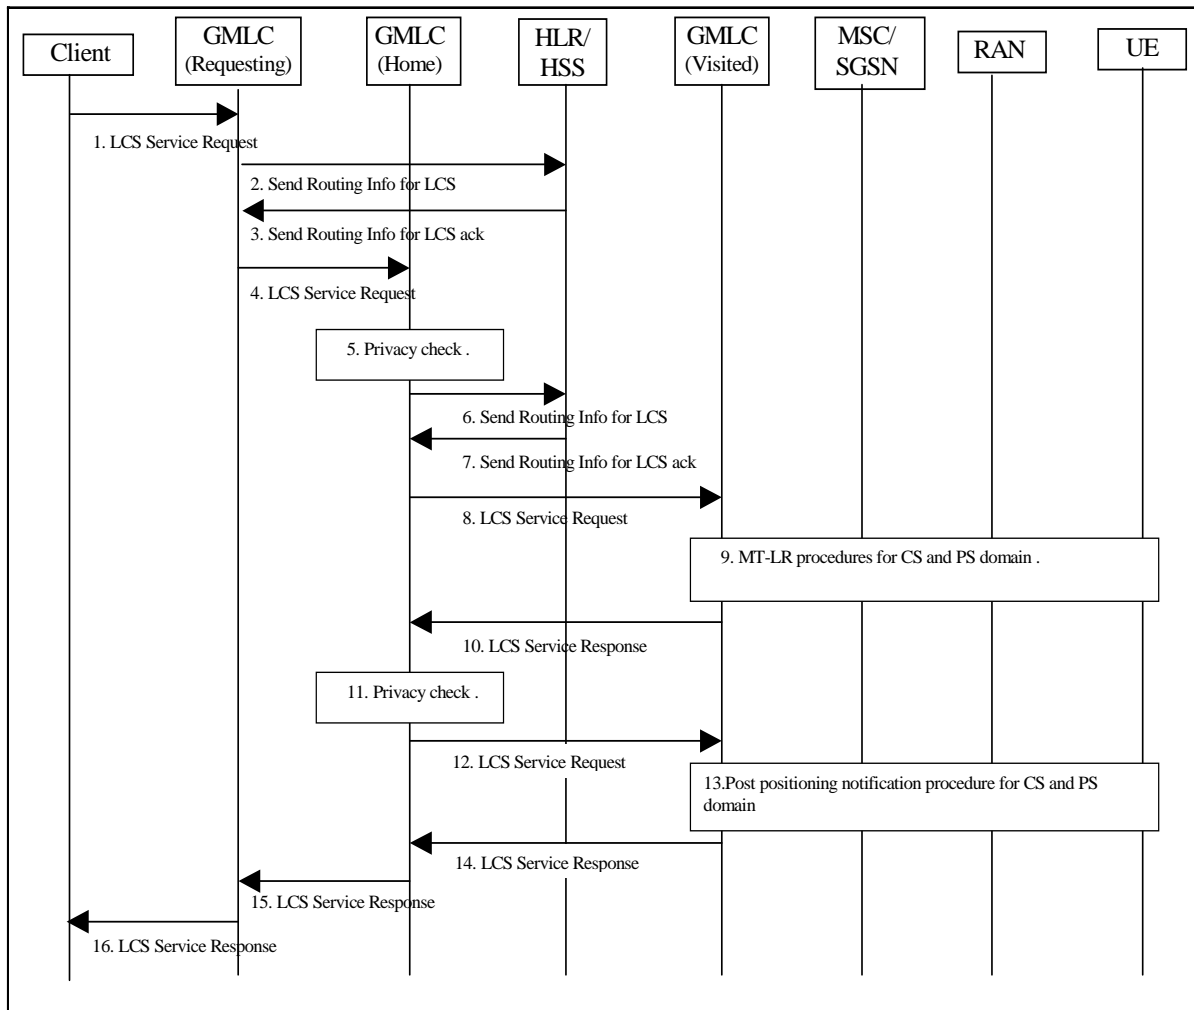 Client
GMLC
(Requesting)
GMLC
(Home)
HLR/
HSS
GMLC
(Visited)
MSC/
SGSN
RAN
UE
1. LCS Service Request
2. Send Routing Info for LCS
3. Send Routing Info for LCS ack
4. LCS Service Request
5. Privacy check .
6. Send Routing Info for LCS
7. Send Routing Info for LCS ack
8. LCS Service Request
9. MT-LR procedures for CS and PS domain .
10. LCS Service Response
11. Privacy check .
12. LCS Service Request
13.Post positioning notification procedure for CS and PS
domain
14. LCS Service Response
15. LCS Service Response
16. LCS Service Response